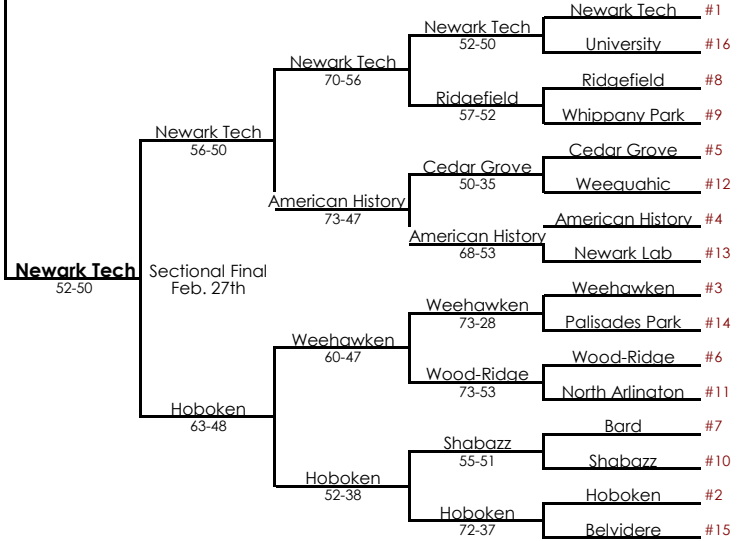 Newark Tech #1
Newark Tech
52-50
University #16
Newark Tech
70-56
Ridgefield #8
Ridgefield
57-52
Whippany Park #9
Newark Tech
56-50
Cedar Grove #5
Cedar Grove
50-35
Weequahic #12
American History
73-47
American History #4
American History
68-53
Newark Lab #13
Newark Tech
52-50
Sectional Final
Feb. 27th
Weehawken #3
Weehawken
73-28
Palisades Park #14
Weehawken
60-47
Wood-Ridge #6
Wood-Ridge
73-53
North Arlington #11
Hoboken
63-48
Bard #7
Shabazz
55-51
Shabazz #10
Hoboken
52-38
Hoboken #2
Hoboken
72-37
Belvidere #15